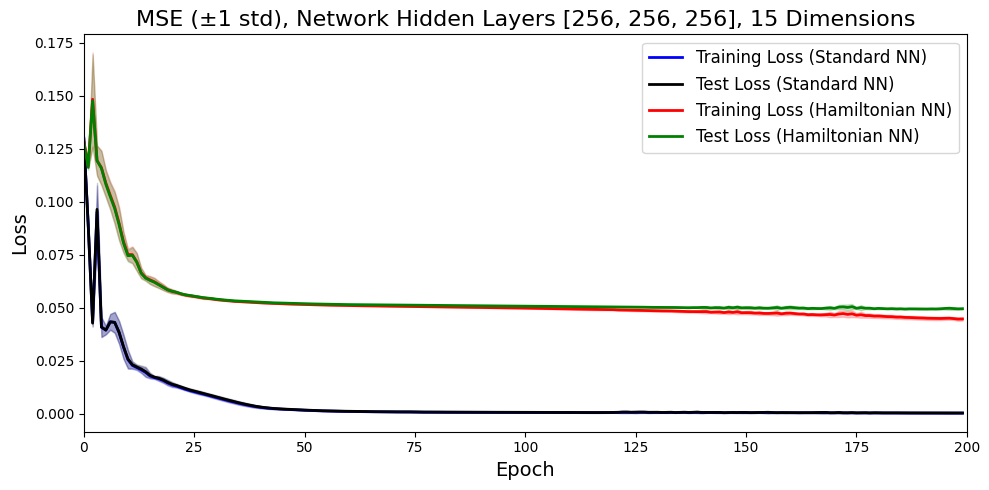 MSE (±1 std), Network Hidden Layers [256, 256, 256], 15 Dimensions
Training Loss (Standard NN)
Test Loss (Standard NN)
Training Loss (Hamiltonian NN)
Test Loss (Hamiltonian NN)
Loss
0.175
0.150
0.125
0.100
0.075
0.050
0.025
0.000
0
25
50
75
100
125
150
175
200
Epoch